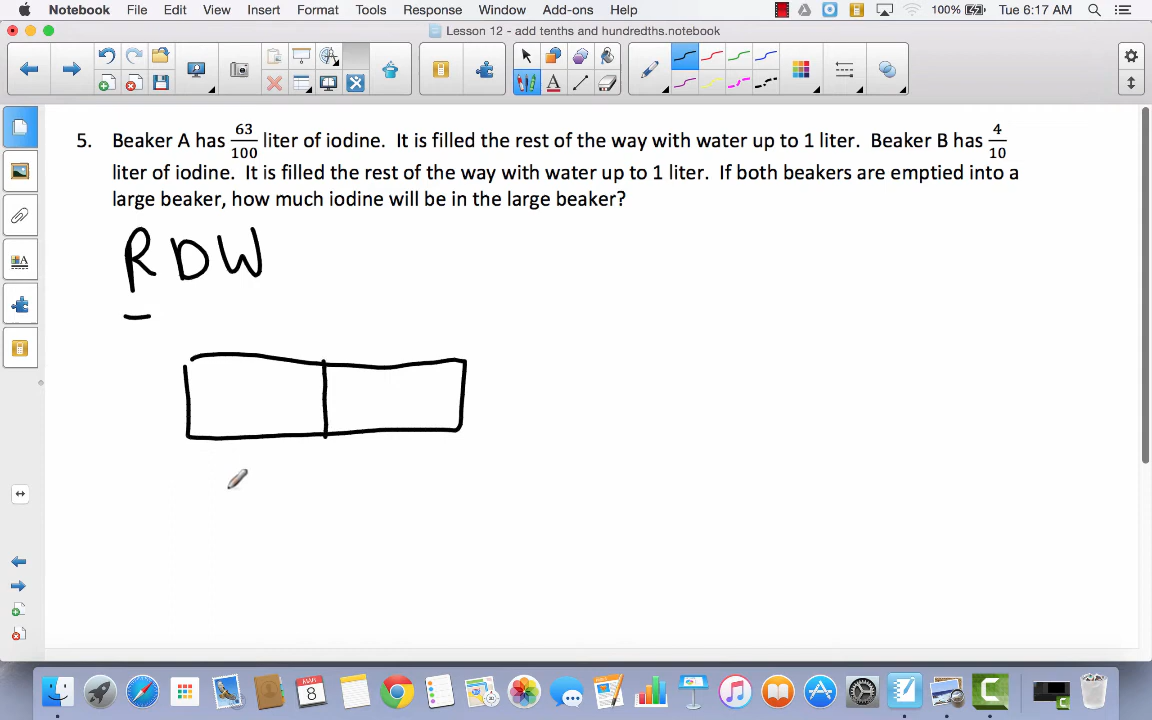 Notebook File Edit View Insert Format Tools Response Window Add-ons Help 100% Tue 6:17 AM
Lesson 12 - add tenths and hundredths.notebook
5. Beaker A has 63/100 liter of iodine. It is filled the rest of the way with water up to 1 liter. Beaker B has 4/10
liter of iodine. It is filled the rest of the way with water up to 1 liter. If both beakers are emptied into a
large beaker, how much iodine will be in the large beaker?
R D W
8